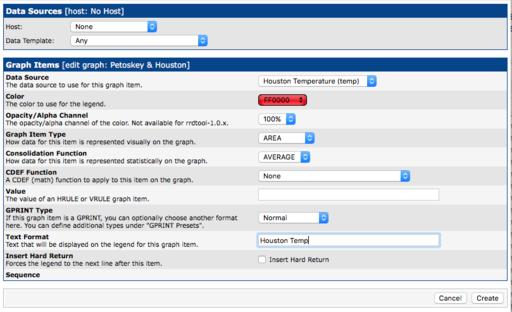 Data Sources [host: No Host]
Host: None
Data Template: Any
Graph Items [edit graph: Petoskey & Houston]
Data Source
The data source to use for this graph item. Houston Temperature (temp)
Color
The color to use for the legend. FF0000
Opacity/Alpha Channel
The opacity/alpha channel of the color. Not available for rrdtool-1.0.x. 100%
Graph Item Type
How data for this item is represented visually on the graph. AREA
Consolidation Function
How data for this item is represented statistically on the graph. AVERAGE
CDEF Function
A CDEF (math) function to apply to this item on the graph. None
Value
The value of an HRULE or VRULE graph item.
GPRINT Type
If this graph item is a GPRINT, you can optionally choose another format Normal
here. You can define additional types under "GPRINT Presets".
Text Format
Text that will be displayed on the legend for this graph item. Houston Temp
Insert Hard Return
Forces the legend to the next line after this item. Insert Hard Return
Sequence
Cancel Create